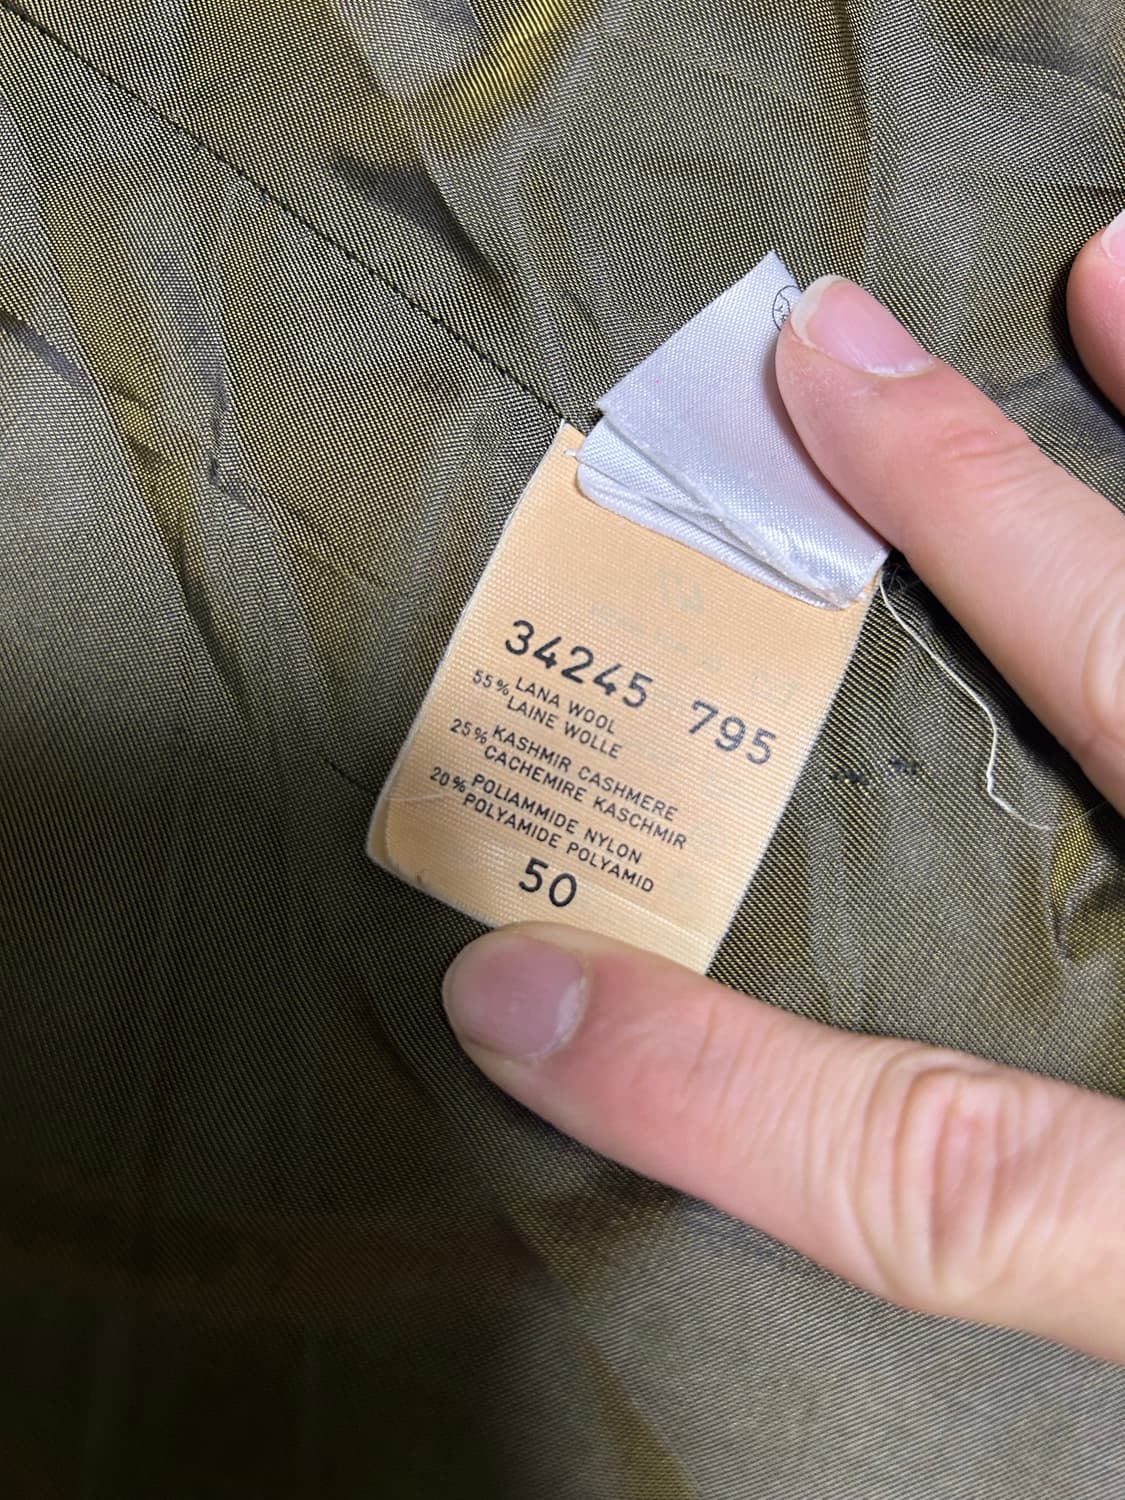 34245 795
55% LANA WOOL
LAINE WOLLE
25% KASHMIR CASHMERE
CACHEMIRE KASCHMIR
20% POLIAMMIDE NYLON
POLYAMIDE POLYAMID
50